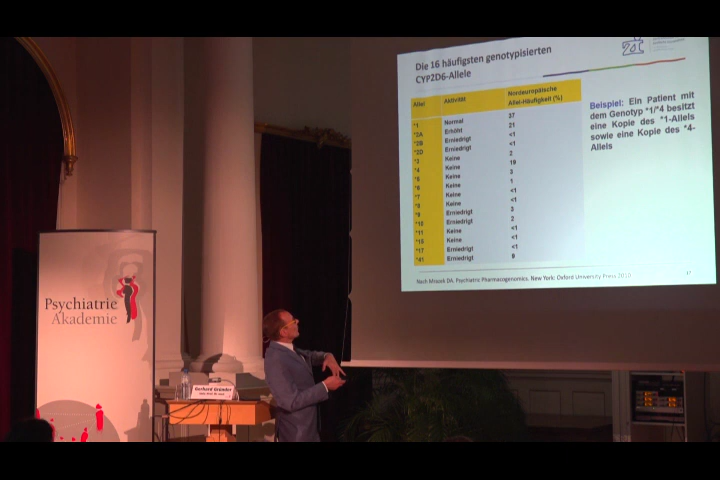 Die 16 häufigsten genotypisierten
CYP2D6-Allele
Allel Aktivität Nordeuropäische Allel-Häufigkeit (%)
*1 Normal 37
*2A Erhöht 21
*2B Erniedrigt <1
*2D Erniedrigt <1
*3 Keine 2
*4 Keine 19
*5 Keine 3
*6 Keine 1
*7 Keine <1
*8 Keine <1
*9 Erniedrigt 3
*10 Erniedrigt 2
*11 Keine <1
*15 Keine <1
*17 Erniedrigt <1
*41 Erniedrigt 9
Beispiel: Ein Patient mit
dem Genotyp *1/*4 besitzt
eine Kopie des *1-Allels
sowie eine Kopie des *4-
Allels
Nach Mrazek DA. Psychiatric Pharmacogenomics. New York: Oxford University Press 2010
Psychiatrie
Akademie
Gerhard Gründer